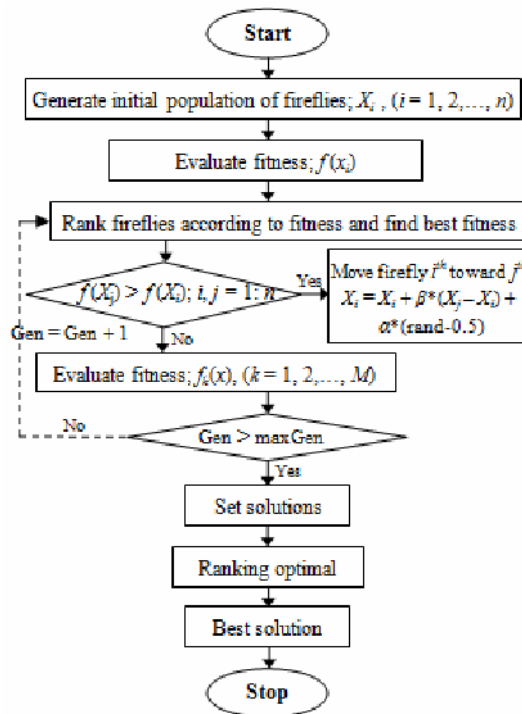 Start
Generate initial population of fireflies; Xᵢ , (i = 1, 2,..., n)
Evaluate fitness; f(xᵢ)
Rank fireflies according to fitness and find best fitness
f(Xⱼ) > f(Xᵢ); i, j = 1: n
Yes
Move firefly iᵗʰ toward jᵗʰ
Xᵢ = Xᵢ + β*(Xⱼ–Xᵢ) +
α*(rand-0.5)
Gen = Gen + 1
No
Evaluate fitness; fₖ(x), (k = 1, 2,..., M)
No
Gen > maxGen
Yes
Set solutions
Ranking optimal
Best solution
Stop